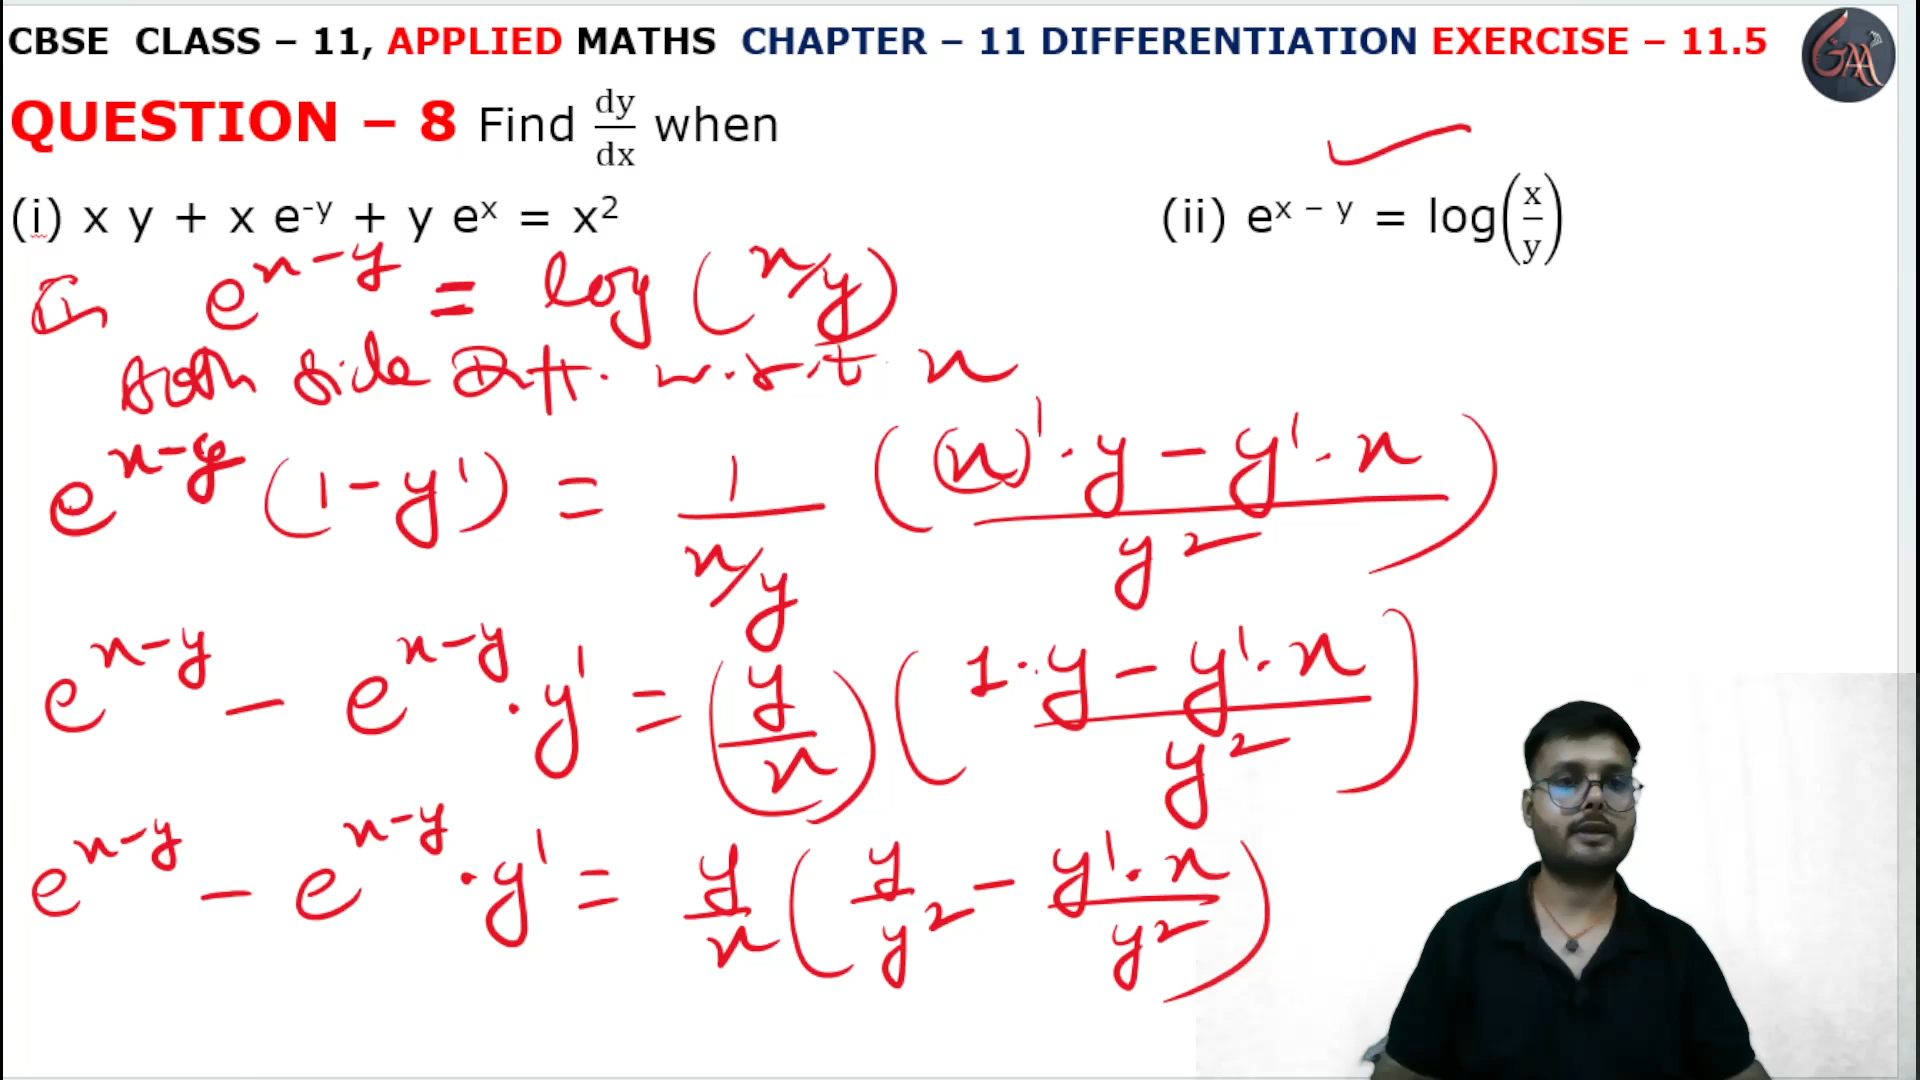 CBSE CLASS – 11, APPLIED MATHS CHAPTER – 11 DIFFERENTIATION EXERCISE – 11.5
QUESTION – 8 Find dy/dx when
(i) x y + x e^-y + y e^x = x^2 (ii) e^(x – y) = log(x/y)
e^(x-y) = log (x/y)
Both side Diff. w.r.t. x
e^(x-y) (1 - y') = 1/(x/y) (((x)' · y - y' · x)/y^2)
e^(x-y) - e^(x-y) · y' = (y/x) ((1 · y - y' · x)/y^2)
e^(x-y) - e^(x-y) · y' = y/x (y/y^2 - y' · x/y^2)